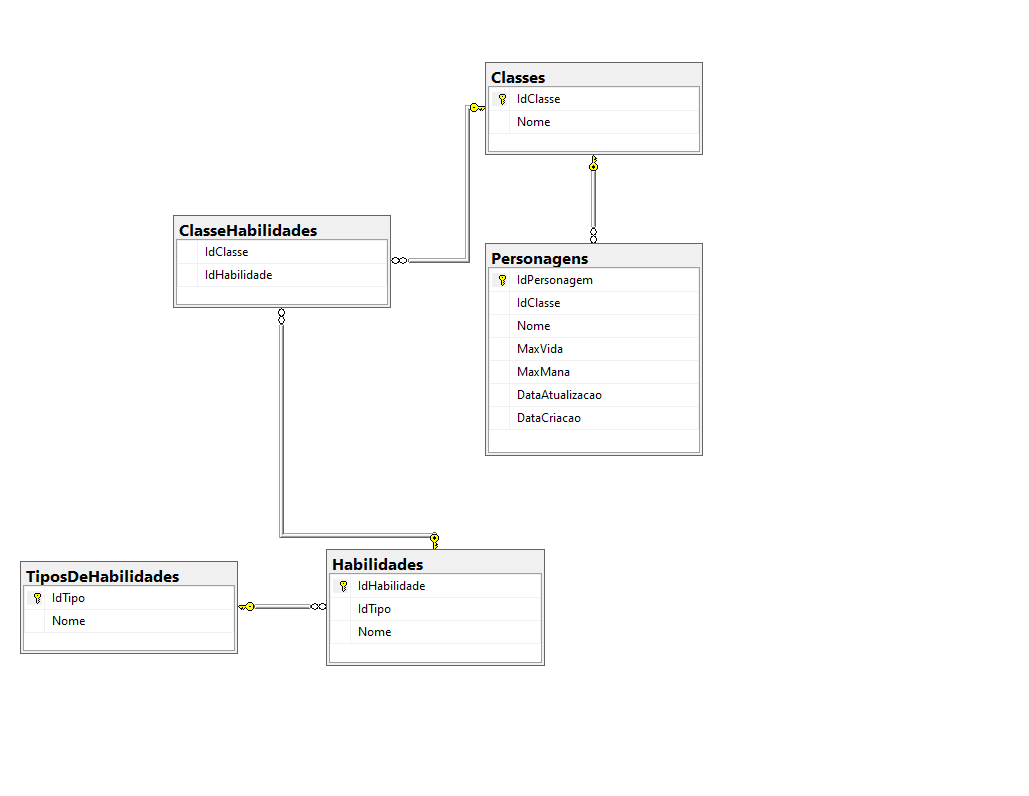 Classes
IdClasse
Nome
ClasseHabilidades
IdClasse
IdHabilidade
Personagens
IdPersonagem
IdClasse
Nome
MaxVida
MaxMana
DataAtualizacao
DataCriacao
TiposDeHabilidades
IdTipo
Nome
Habilidades
IdHabilidade
IdTipo
Nome